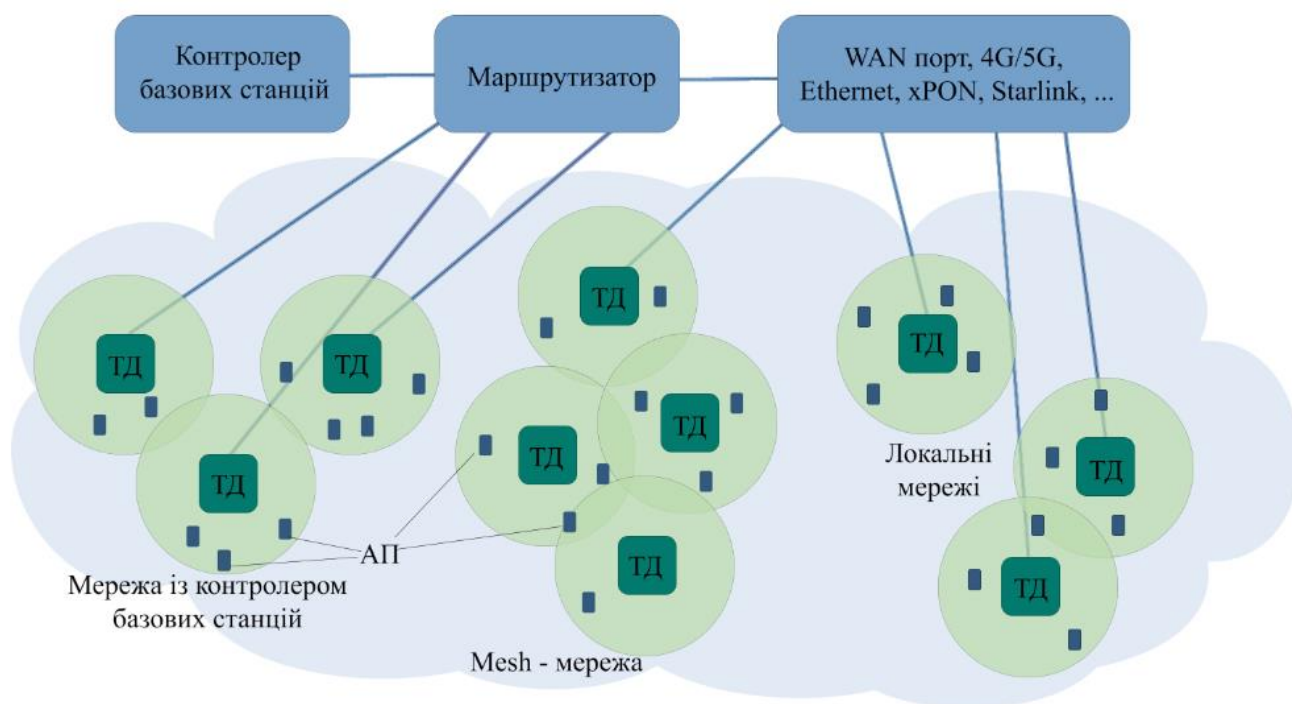 Контролер
базових станцій
Маршрутизатор
WAN порт, 4G/5G,
Ethernet, xPON, Starlink, ...
ТД
ТД
ТД
ТД
ТД
ТД
ТД
ТД
ТД
ТД
Локальні
мережі
АП
Мережа із контролером
базових станцій
Mesh - мережа